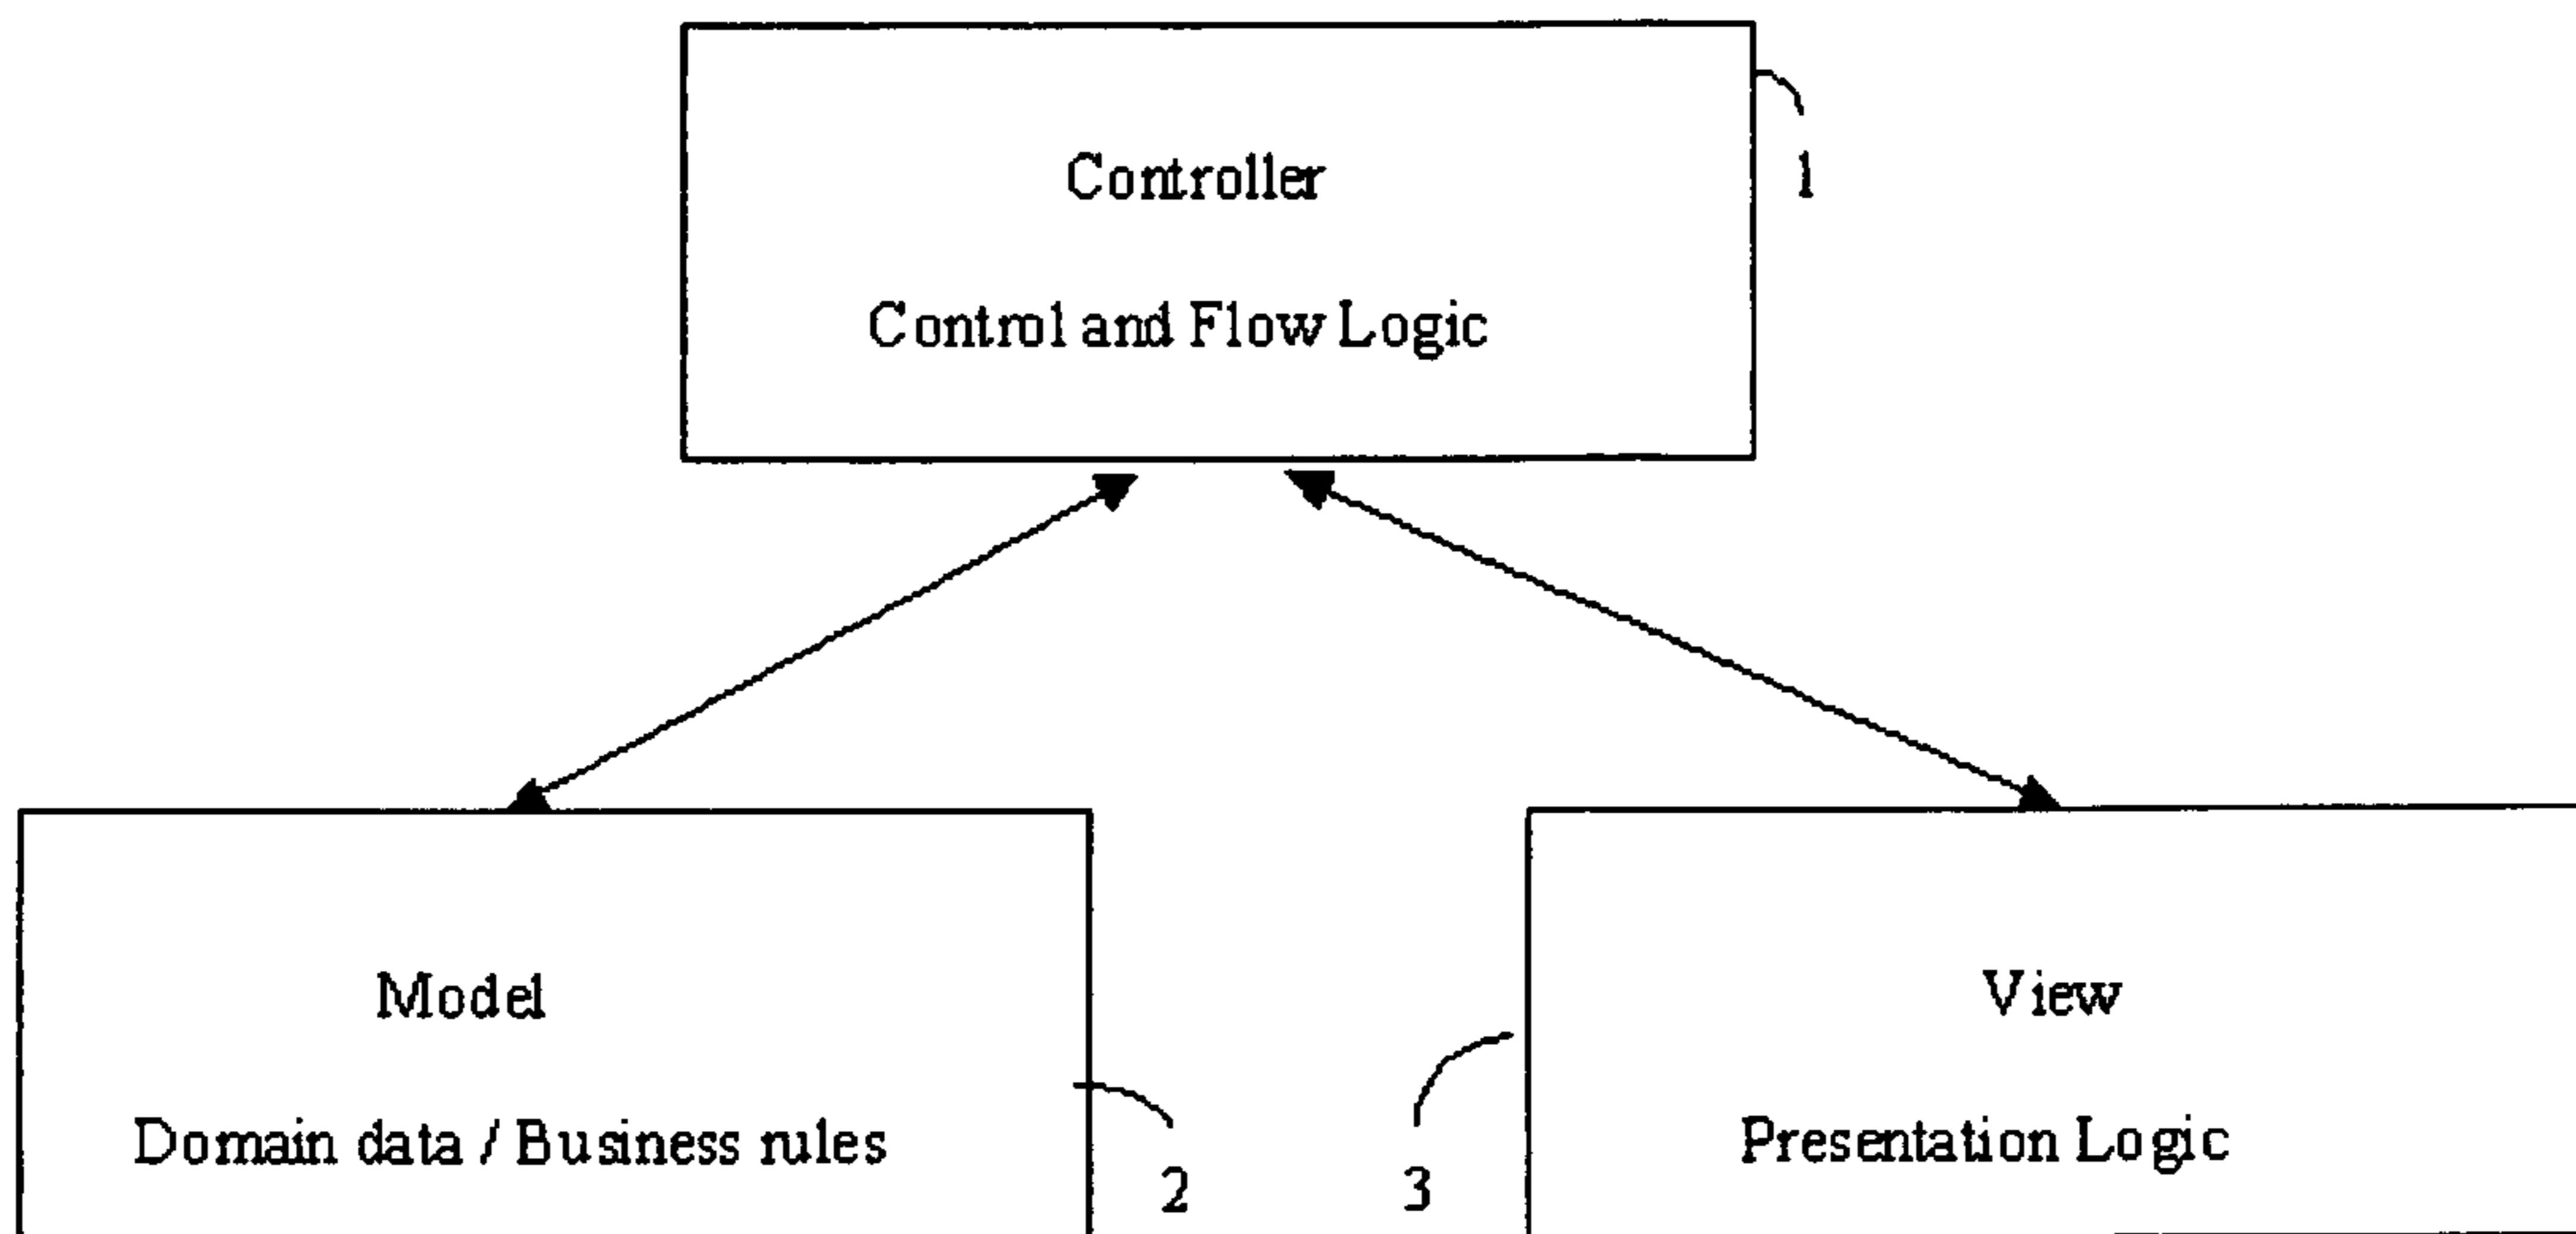 Controller
1
Control and Flow Logic
Model
View
Domain data / Business rules
Presentation Logic
2
3